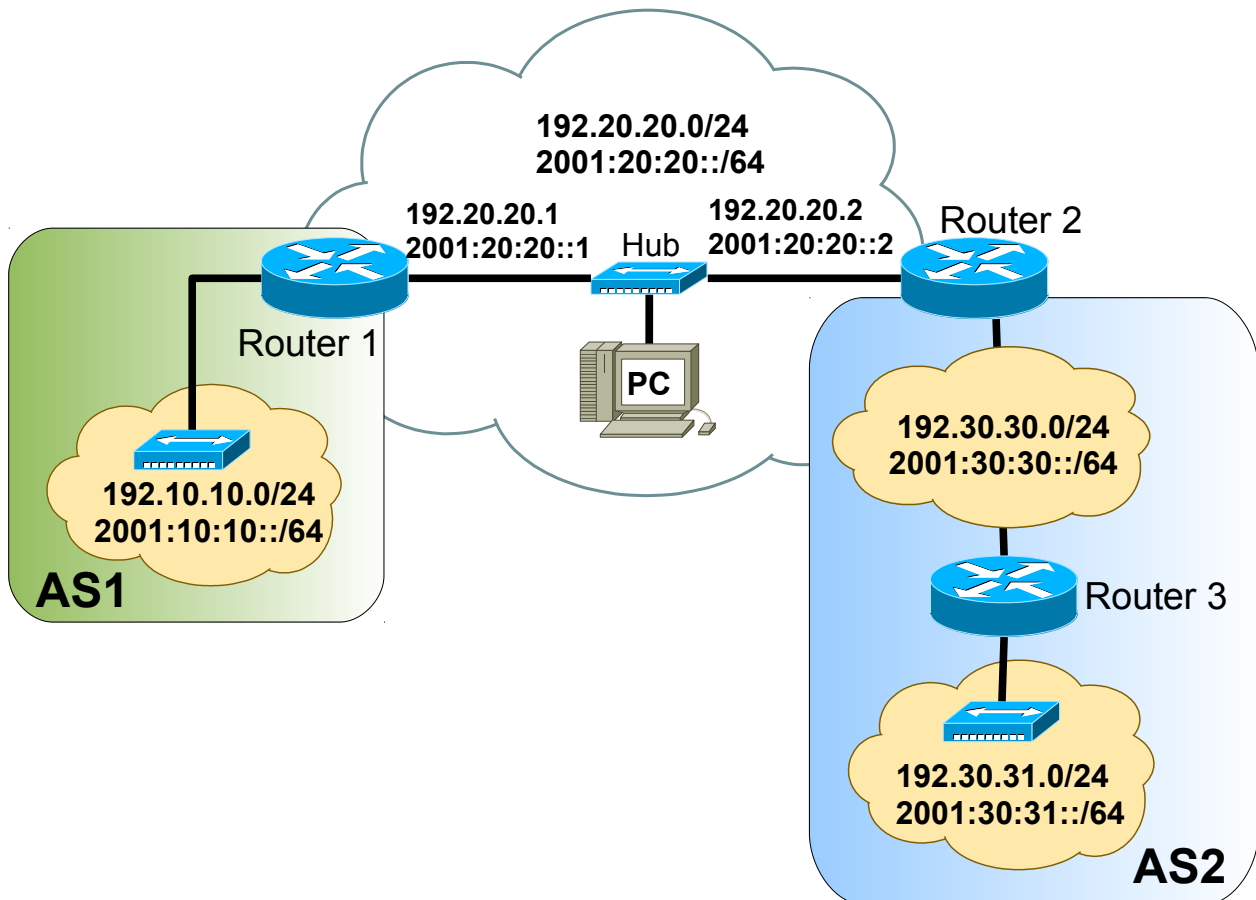 192.20.20.0/24
2001:20:20::/64
192.20.20.1
2001:20:20::1
Hub
192.20.20.2
2001:20:20::2
Router 2
Router 1
PC
192.10.10.0/24
2001:10:10::/64
AS1
192.30.30.0/24
2001:30:30::/64
Router 3
192.30.31.0/24
2001:30:31::/64
AS2